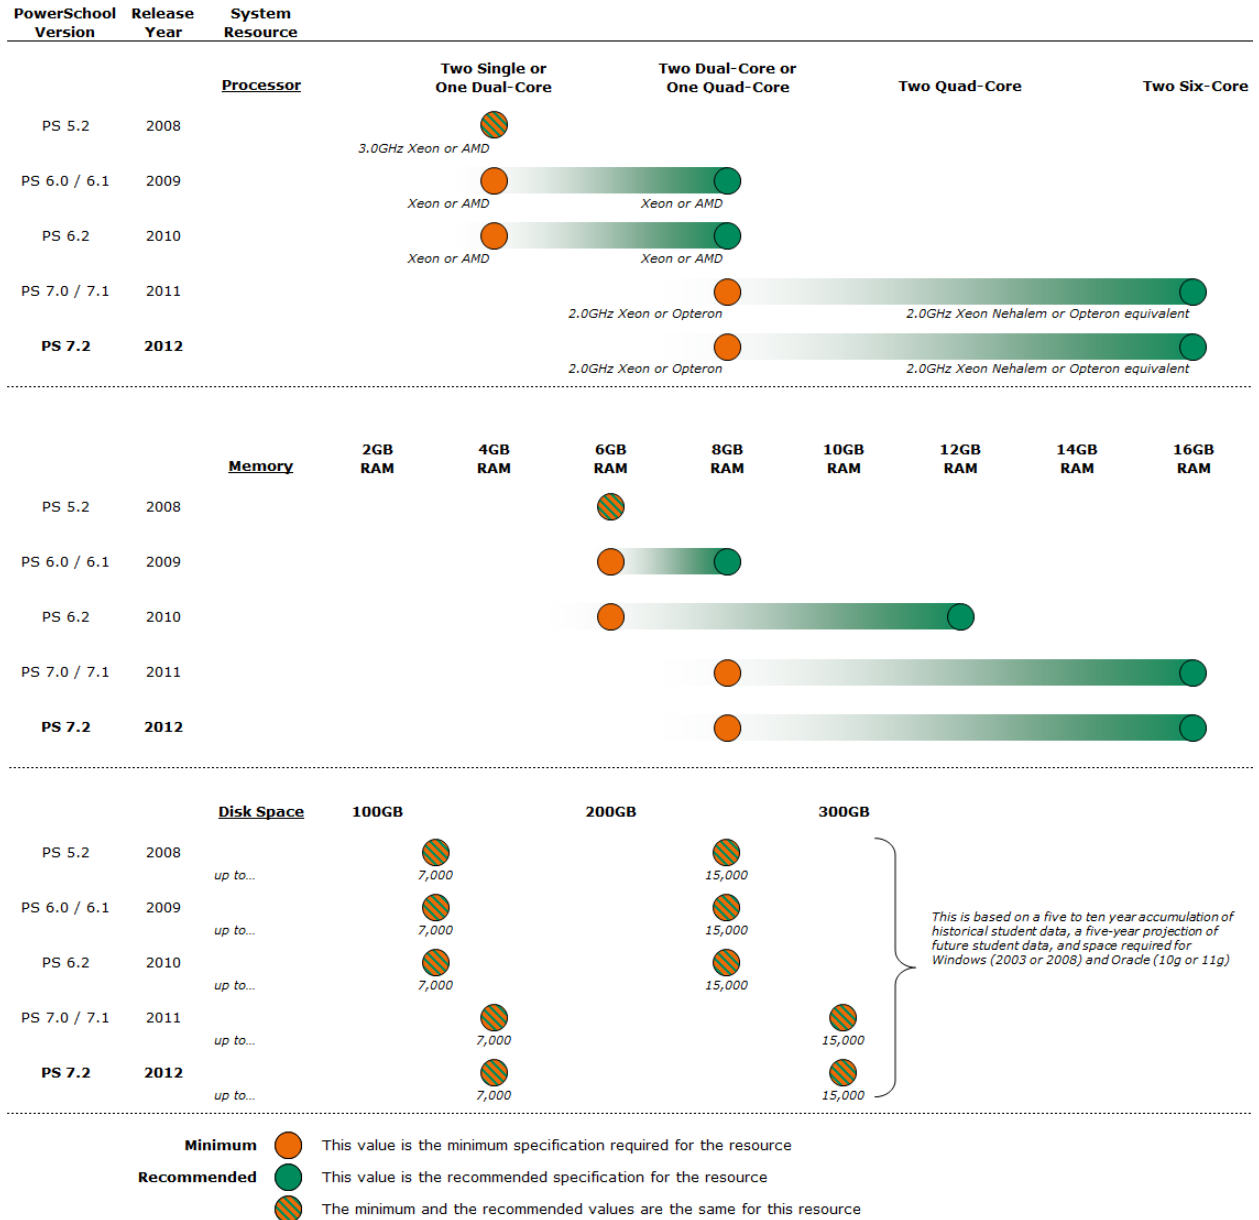 PowerSchool Version Release Year System Resource
Processor Two Single or One Dual-Core Two Dual-Core or One Quad-Core Two Quad-Core Two Six-Core
PS 5.2 2008
3.0GHz Xeon or AMD
PS 6.0 / 6.1 2009
Xeon or AMD Xeon or AMD
PS 6.2 2010
Xeon or AMD Xeon or AMD
PS 7.0 / 7.1 2011
2.0GHz Xeon or Opteron 2.0GHz Xeon Nehalem or Opteron equivalent
PS 7.2 2012
2.0GHz Xeon or Opteron 2.0GHz Xeon Nehalem or Opteron equivalent
Memory 2GB RAM 4GB RAM 6GB RAM 8GB RAM 10GB RAM 12GB RAM 14GB RAM 16GB RAM
PS 5.2 2008
PS 6.0 / 6.1 2009
PS 6.2 2010
PS 7.0 / 7.1 2011
PS 7.2 2012
Disk Space 100GB 200GB 300GB
PS 5.2 2008
up to... 7,000 15,000
PS 6.0 / 6.1 2009
up to... 7,000 15,000
PS 6.2 2010
up to... 7,000 15,000
PS 7.0 / 7.1 2011
up to... 7,000 15,000
PS 7.2 2012
up to... 7,000 15,000
This is based on a five to ten year accumulation of
historical student data, a five-year projection of
future student data, and space required for
Windows (2003 or 2008) and Oracle (10g or 11g)
Minimum This value is the minimum specification required for the resource
Recommended This value is the recommended specification for the resource
The minimum and the recommended values are the same for this resource